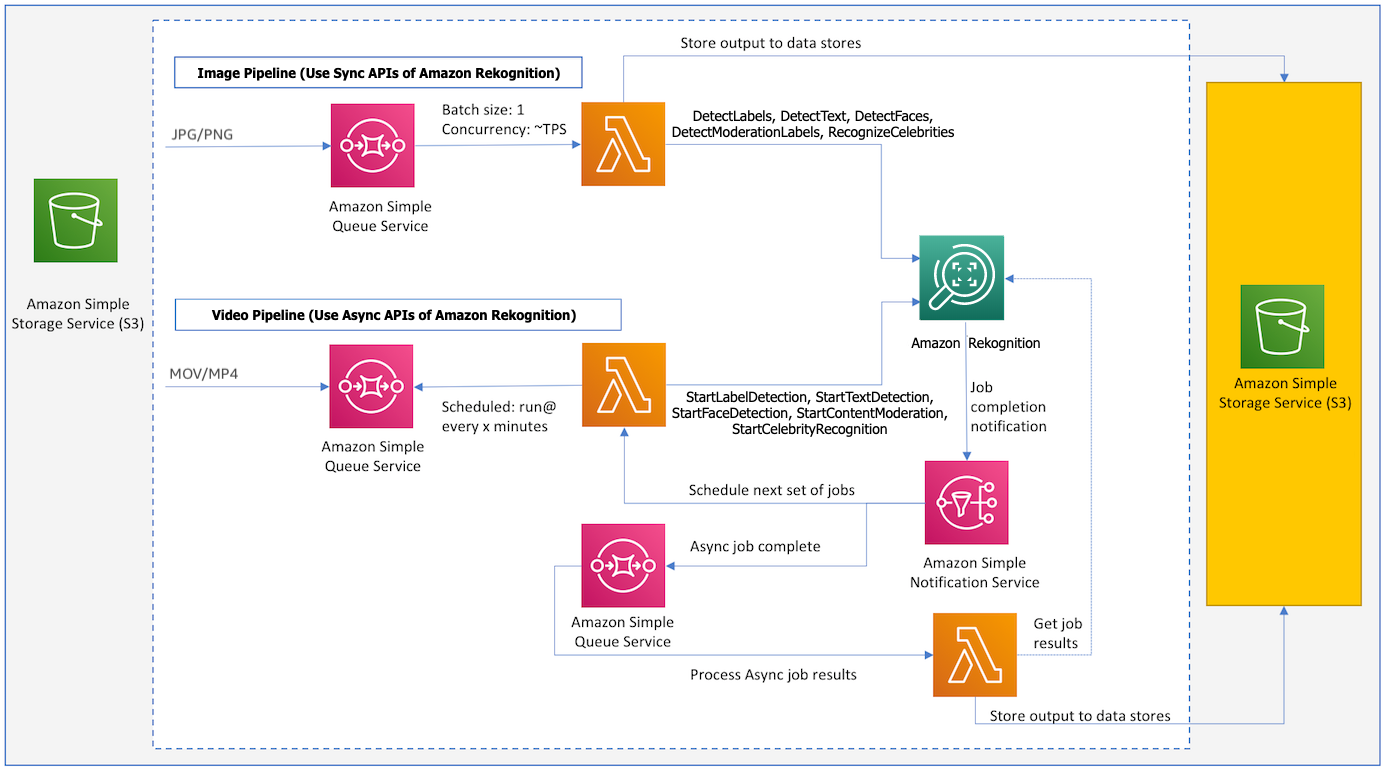 Store output to data stores
Image Pipeline (Use Sync APIs of Amazon Rekognition)
JPG/PNG
Batch size: 1
Concurrency: ~TPS
DetectLabels, DetectText, DetectFaces,
DetectModerationLabels, RecognizeCelebrities
Amazon Simple
Queue Service
Amazon Simple
Storage Service (S3)
Video Pipeline (Use Async APIs of Amazon Rekognition)
Amazon Rekognition
MOV/MP4
Scheduled: run@
every x minutes
StartLabelDetection, StartTextDetection,
StartFaceDetection, StartContentModeration,
StartCelebrityRecognition
Job
completion
notification
Amazon Simple
Storage Service (S3)
Amazon Simple
Queue Service
Schedule next set of jobs
Async job complete
Amazon Simple
Notification Service
Amazon Simple
Queue Service
Get job
results
Process Async job results
Store output to data stores